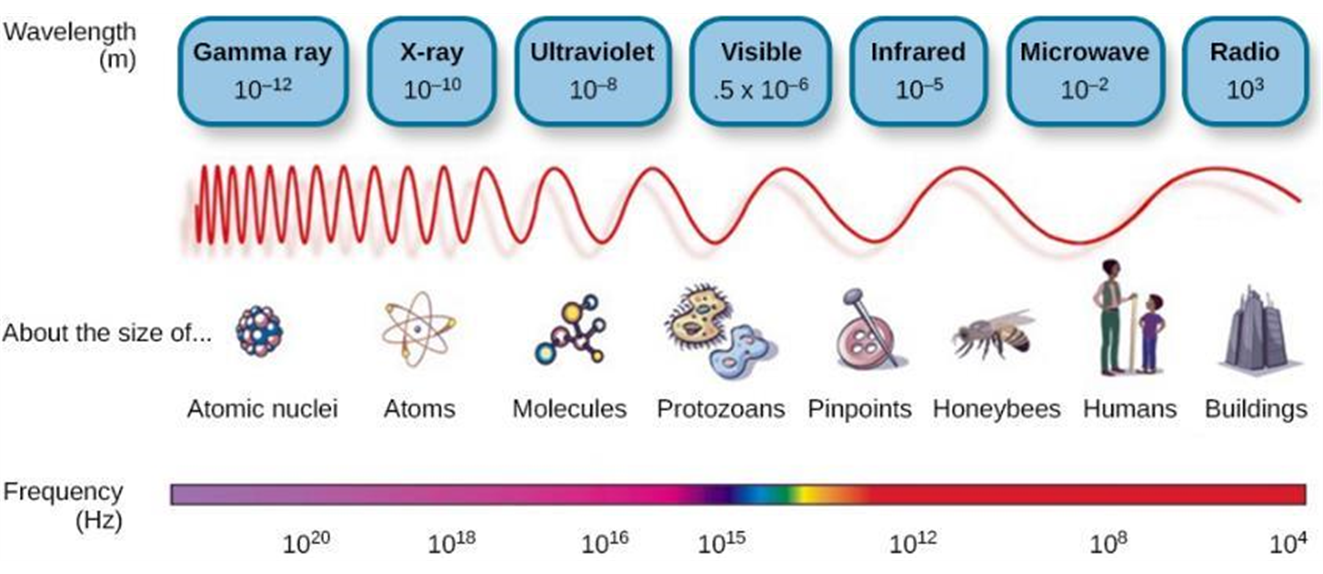 Wavelength
(m)
Gamma ray
10⁻¹²
X-ray
10⁻¹⁰
Ultraviolet
10⁻⁸
Visible
.5 x 10⁻⁶
Infrared
10⁻⁵
Microwave
10⁻²
Radio
10³
About the size of...
Atomic nuclei
Atoms
Molecules
Protozoans
Pinpoints
Honeybees
Humans
Buildings
Frequency
(Hz)
10²⁰
10¹⁸
10¹⁶
10¹⁵
10¹²
10⁸
10⁴